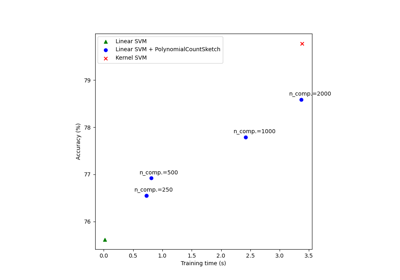 Linear SVM
Linear SVM + PolynomialCountSketch
Kernel SVM
n_comp.=2000
n_comp.=1000
n_comp.=500
n_comp.=250
79
78
77
76
Accuracy (%)
0.0 0.5 1.0 1.5 2.0 2.5 3.0 3.5
Training time (s)